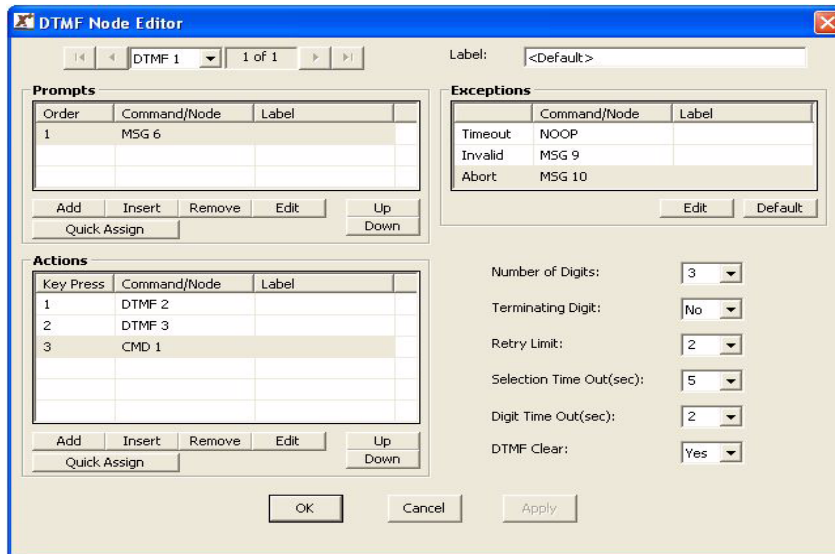 DTMF Node Editor
DTMF 1 1 of 1 Label: <Default>
Prompts
Order Command/Node Label
1 MSG 6
Add Insert Remove Edit Up
Quick Assign Down
Exceptions
Command/Node Label
Timeout NOOP
Invalid MSG 9
Abort MSG 10
Edit Default
Actions
Key Press Command/Node Label
1 DTMF 2
2 DTMF 3
3 CMD 1
Add Insert Remove Edit Up
Quick Assign Down
Number of Digits: 3
Terminating Digit: No
Retry Limit: 2
Selection Time Out(sec): 5
Digit Time Out(sec): 2
DTMF Clear: Yes
OK Cancel Apply